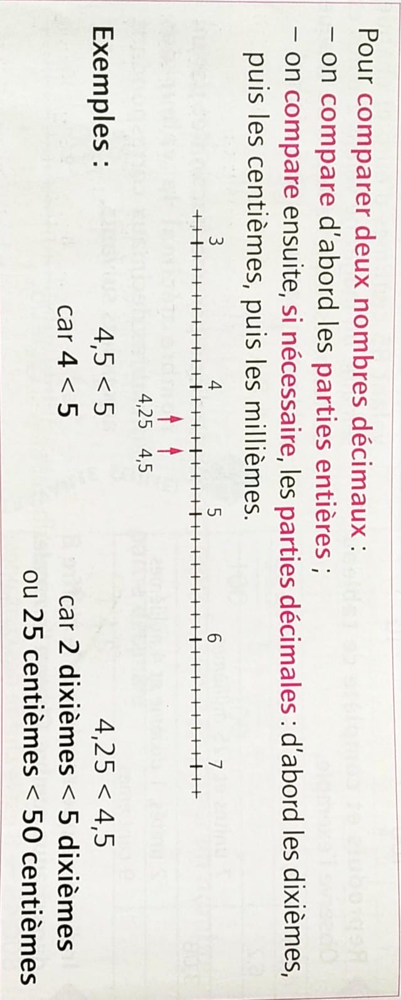 Pour comparer deux nombres décimaux :
– on compare d'abord les parties entières ;
– on compare ensuite, si nécessaire, les parties décimales : d'abord les dixièmes,
puis les centièmes, puis les millièmes.
3 4 5 6 7
4,25 4,5
Exemples :
4,5 < 5
car 4 < 5
4,25 < 4,5
car 2 dixièmes < 5 dixièmes
ou 25 centièmes < 50 centièmes